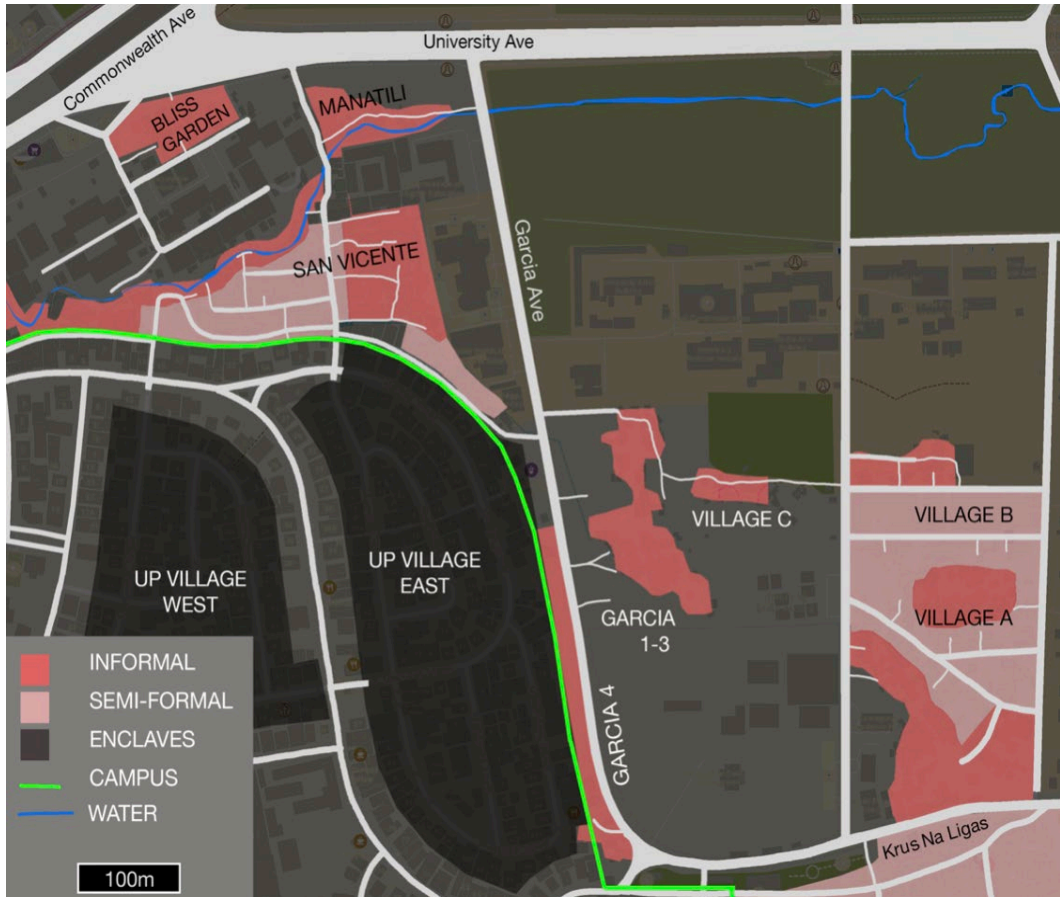 Commonwealth Ave
University Ave
BLISS
GARDEN
MANATILI
SAN VICENTE
Garcia Ave
VILLAGE C
VILLAGE B
UP VILLAGE
WEST
UP VILLAGE
EAST
GARCIA
1-3
VILLAGE A
GARCIA 4
Krus Na Ligas
INFORMAL
SEMI-FORMAL
ENCLAVES
CAMPUS
WATER
100m